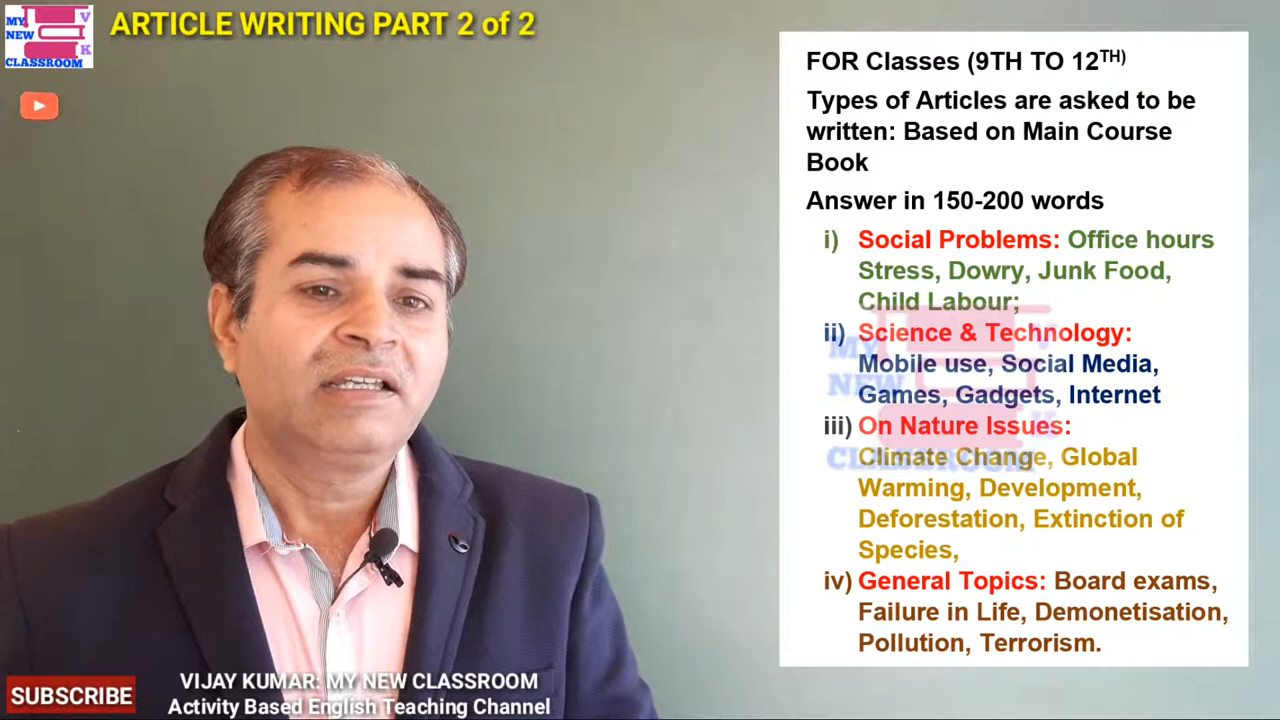 MY
NEW
CLASSROOM
V
K
ARTICLE WRITING PART 2 of 2
FOR Classes (9TH TO 12TH)
Types of Articles are asked to be
written: Based on Main Course
Book
Answer in 150-200 words
i) Social Problems: Office hours
Stress, Dowry, Junk Food,
Child Labour;
ii) Science & Technology:
Mobile use, Social Media,
Games, Gadgets, Internet
iii) On Nature Issues:
Climate Change, Global
Warming, Development,
Deforestation, Extinction of
Species,
iv) General Topics: Board exams,
Failure in Life, Demonetisation,
Pollution, Terrorism.
MY
NEW
CLASSROOM
V
K
SUBSCRIBE
VIJAY KUMAR: MY NEW CLASSROOM
Activity Based English Teaching Channel